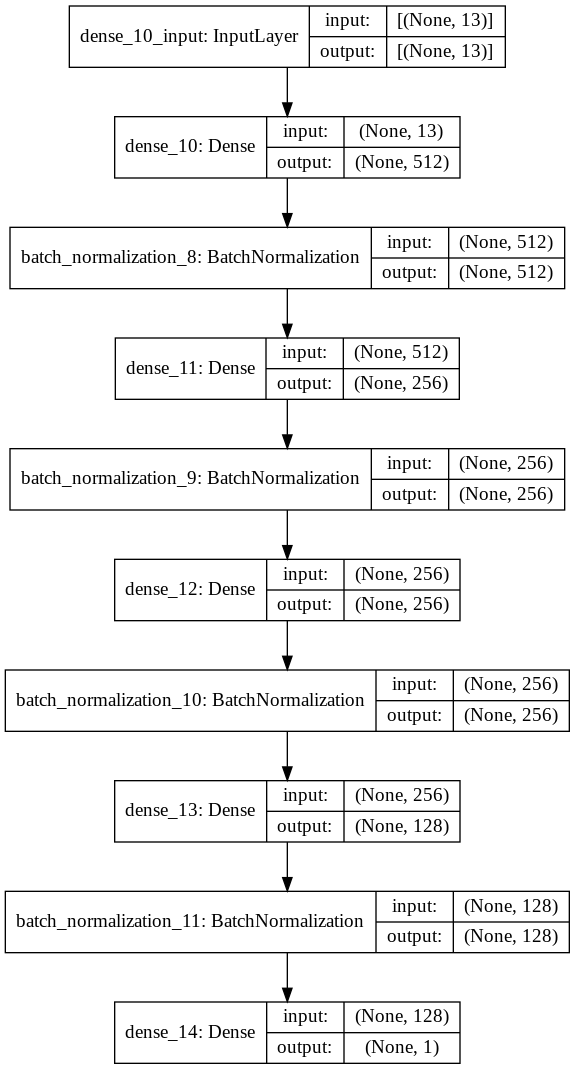 dense_10_input: InputLayer
input: [(None, 13)]
output: [(None, 13)]
dense_10: Dense
input: (None, 13)
output: (None, 512)
batch_normalization_8: BatchNormalization
input: (None, 512)
output: (None, 512)
dense_11: Dense
input: (None, 512)
output: (None, 256)
batch_normalization_9: BatchNormalization
input: (None, 256)
output: (None, 256)
dense_12: Dense
input: (None, 256)
output: (None, 256)
batch_normalization_10: BatchNormalization
input: (None, 256)
output: (None, 256)
dense_13: Dense
input: (None, 256)
output: (None, 128)
batch_normalization_11: BatchNormalization
input: (None, 128)
output: (None, 128)
dense_14: Dense
input: (None, 128)
output: (None, 1)